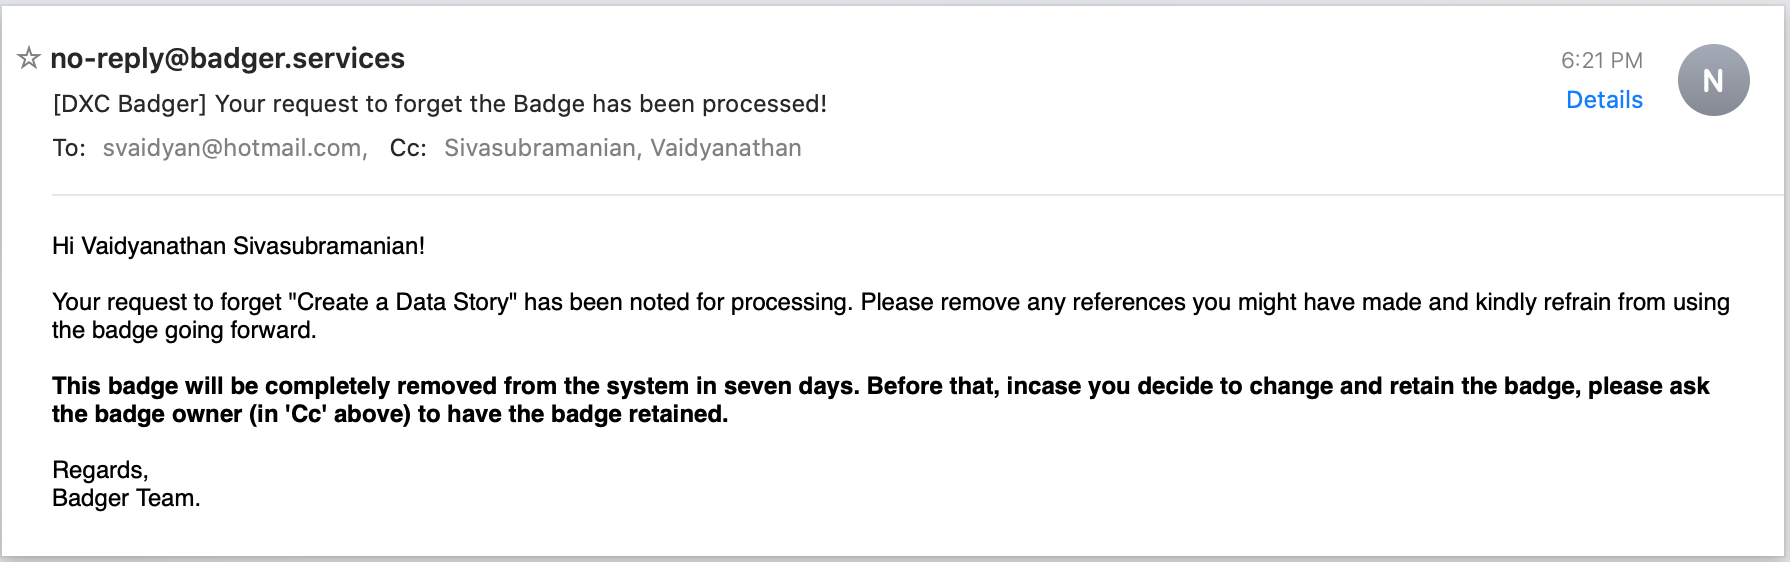 ☆ no-reply@badger.services
6:21 PM
N
[DXC Badger] Your request to forget the Badge has been processed!
Details
To: svaidyan@hotmail.com, Cc: Sivasubramanian, Vaidyanathan
Hi Vaidyanathan Sivasubramanian!
Your request to forget "Create a Data Story" has been noted for processing. Please remove any references you might have made and kindly refrain from using
the badge going forward.
This badge will be completely removed from the system in seven days. Before that, incase you decide to change and retain the badge, please ask
the badge owner (in 'Cc' above) to have the badge retained.
Regards,
Badger Team.